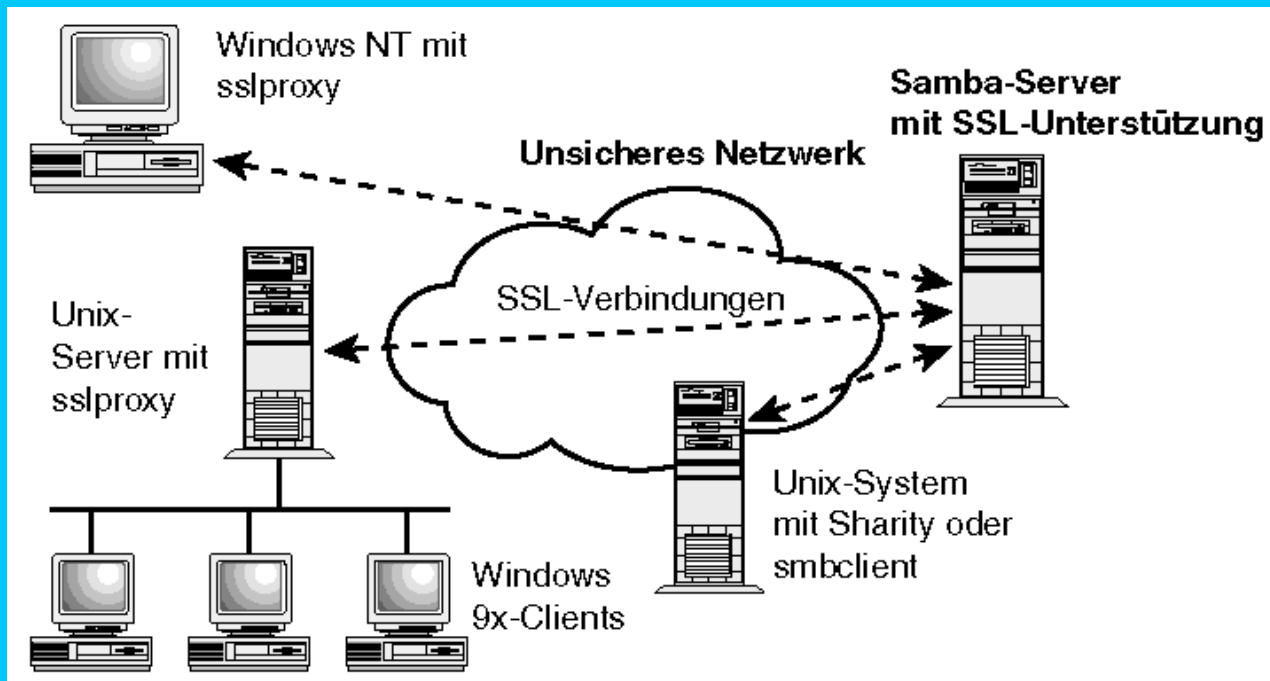 Windows NT mit
sslproxy
Samba-Server
mit SSL-Unterstützung
Unsicheres Netzwerk
SSL-Verbindungen
Unix-
Server mit
sslproxy
Unix-System
mit Sharity oder
smbclient
Windows
9x-Clients